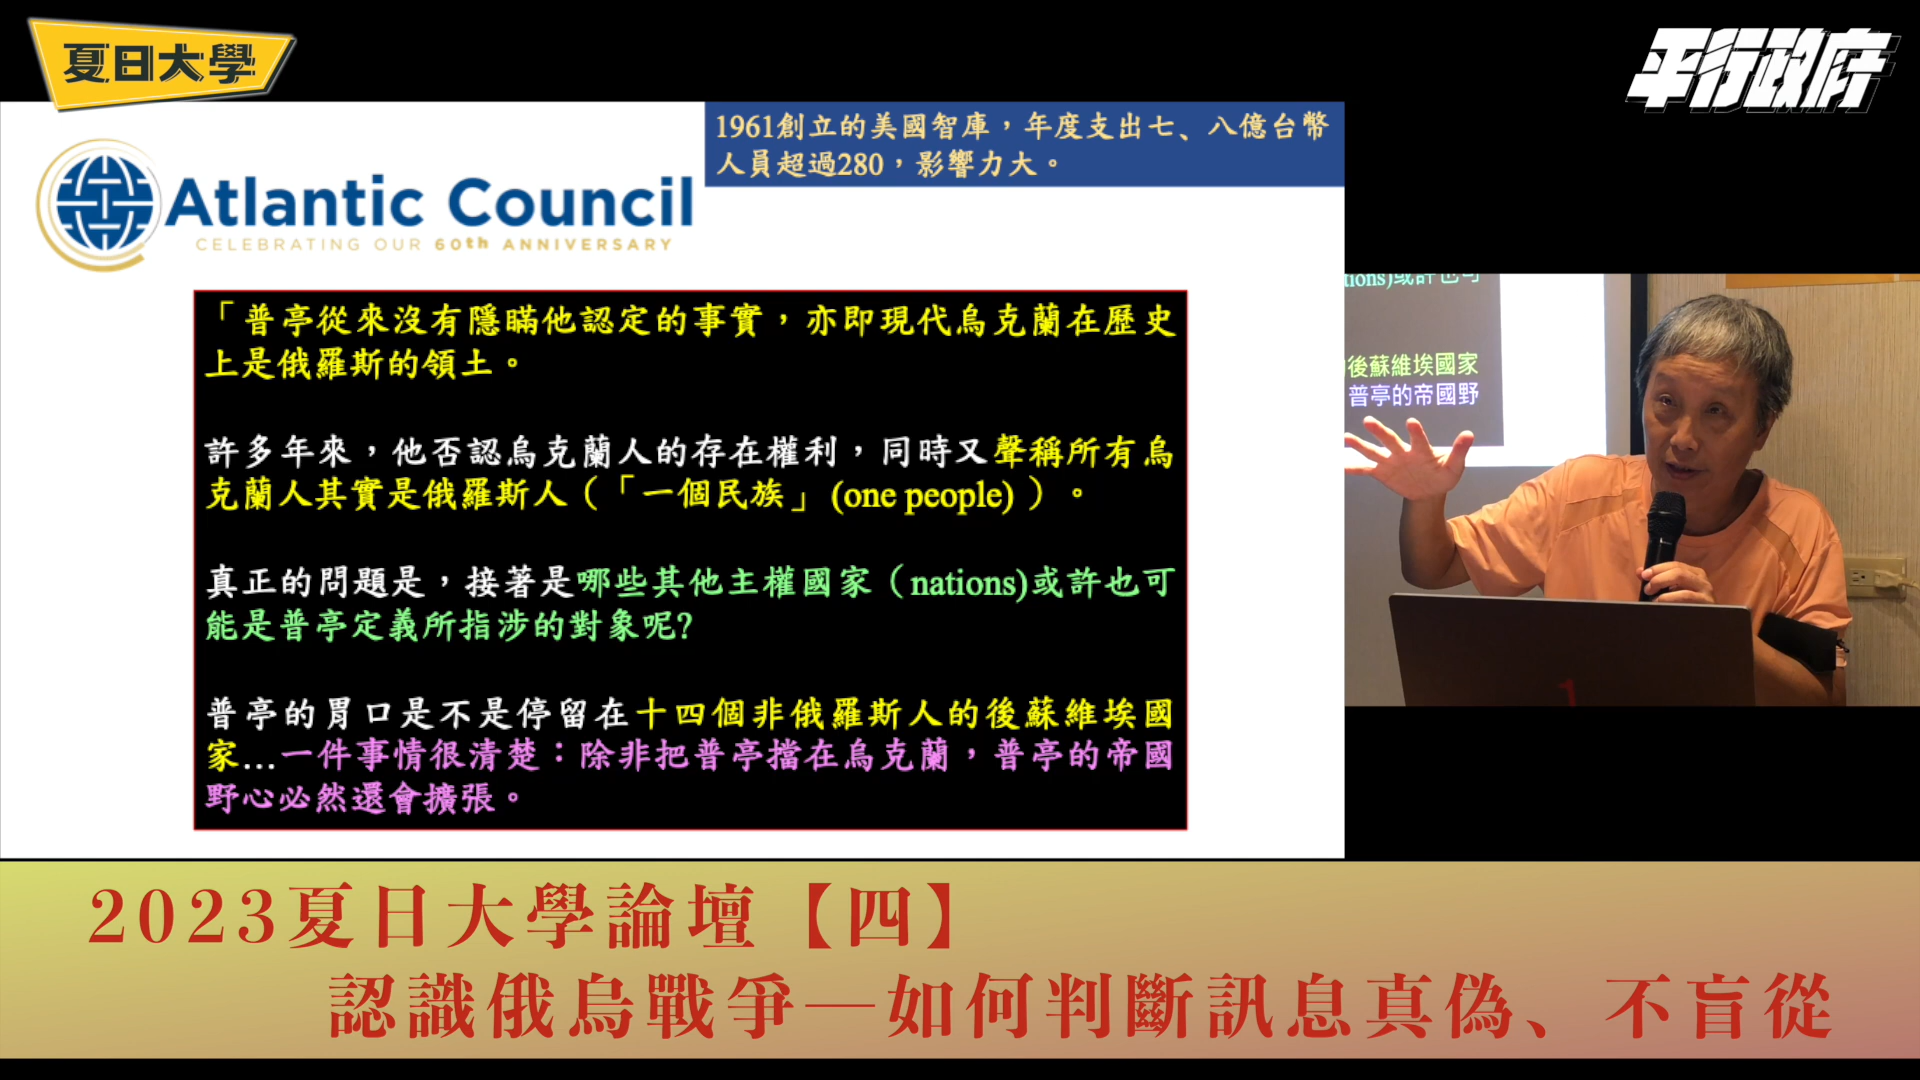 夏日大學
平行政府
1961創立的美國智庫，年度支出七、八億台幣
人員超過280，影響力大。
Atlantic Council
CELEBRATING OUR 60th ANNIVERSARY
「普亭從來沒有隱瞞他認定的事實，亦即現代烏克蘭在歷史
上是俄羅斯的領土。
許多年來，他否認烏克蘭人的存在權利，同時又聲稱所有烏
克蘭人其實是俄羅斯人（「一個民族」 (one people) ）。
真正的問題是，接著是哪些其他主權國家（nations)或許也可
能是普亭定義所指涉的對象呢?
普亭的胃口是不是停留在十四個非俄羅斯人的後蘇維埃國
家...一件事情很清楚：除非把普亭擋在烏克蘭，普亭的帝國
野心必然還會擴張。
tions)或許也可
後蘇維埃國家
普亭的帝國野
2023夏日大學論壇【四】
認識俄烏戰爭—如何判斷訊息真偽、不盲從